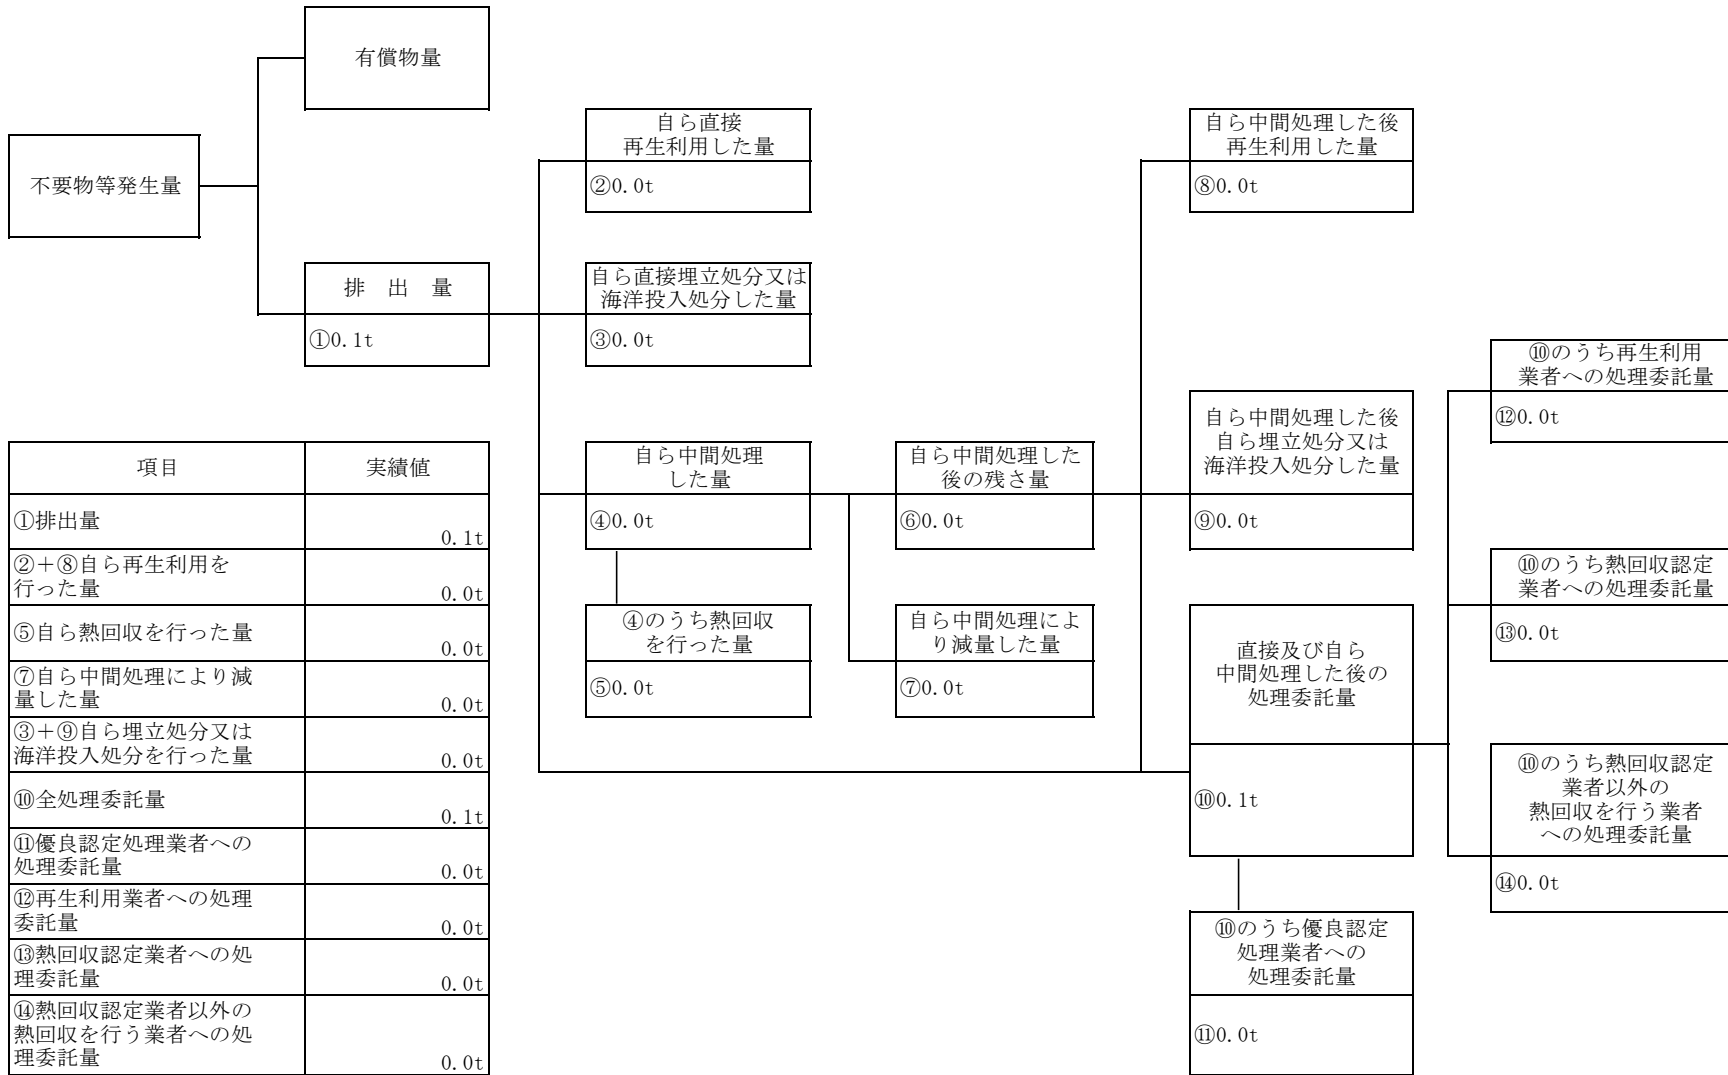 有償物量
不要物等発生量
排　出　量
①0.1t
自ら直接
再生利用した量
②0.0t
自ら直接埋立処分又は
海洋投入処分した量
③0.0t
自ら中間処理
した量
④0.0t
④のうち熱回収
を行った量
⑤0.0t
自ら中間処理した
後の残さ量
⑥0.0t
自ら中間処理によ
り減量した量
⑦0.0t
自ら中間処理した後
再生利用した量
⑧0.0t
自ら中間処理した後
自ら埋立処分又は
海洋投入処分した量
⑨0.0t
直接及び自ら
中間処理した後の
処理委託量
⑩0.1t
⑩のうち優良認定
処理業者への
処理委託量
⑪0.0t
⑩のうち再生利用
業者への処理委託量
⑫0.0t
⑩のうち熱回収認定
業者への処理委託量
⑬0.0t
⑩のうち熱回収認定
業者以外の
熱回収を行う業者
への処理委託量
⑭0.0t
項目
実績値
①排出量
0.1t
②＋⑧自ら再生利用を
行った量
0.0t
⑤自ら熱回収を行った量
0.0t
⑦自ら中間処理により減
量した量
0.0t
③＋⑨自ら埋立処分又は
海洋投入処分を行った量
0.0t
⑩全処理委託量
0.1t
⑪優良認定処理業者への
処理委託量
0.0t
⑫再生利用業者への処理
委託量
0.0t
⑬熱回収認定業者への処
理委託量
0.0t
⑭熱回収認定業者以外の
熱回収を行う業者への処
理委託量
0.0t